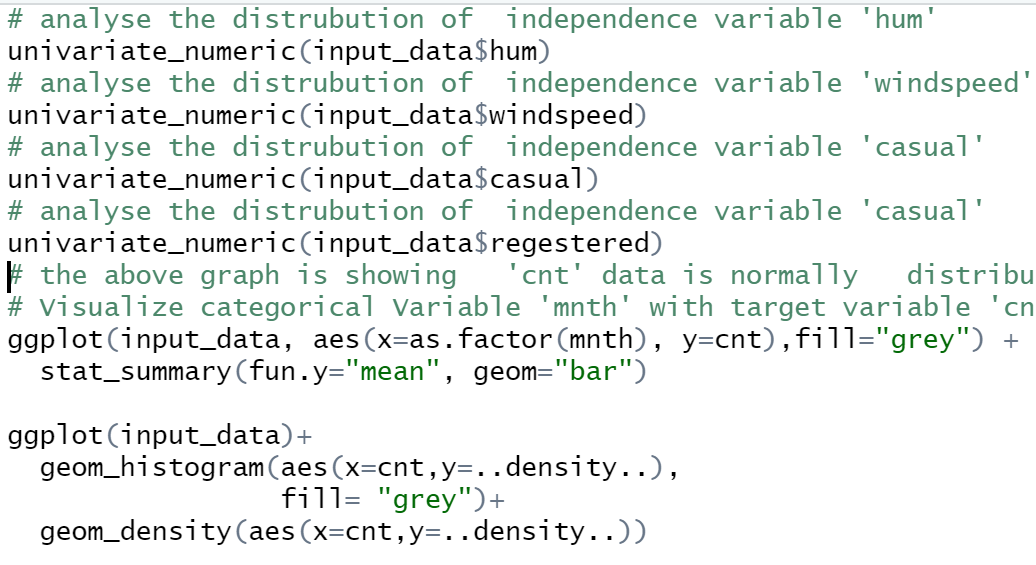 # analyse the distrubution of  independence variable 'hum'
univariate_numeric(input_data$hum)
# analyse the distrubution of  independence variable 'windspeed'
univariate_numeric(input_data$windspeed)
# analyse the distrubution of  independence variable 'casual'
univariate_numeric(input_data$casual)
# analyse the distrubution of  independence variable 'casual'
univariate_numeric(input_data$regestered)
# the above graph is showing   'cnt' data is normally   distribu
# Visualize categorical Variable 'mnth' with target variable 'cn
ggplot(input_data, aes(x=as.factor(mnth), y=cnt),fill="grey") +
  stat_summary(fun.y="mean", geom="bar")
ggplot(input_data)+
  geom_histogram(aes(x=cnt,y=..density..),
                 fill= "grey")+
  geom_density(aes(x=cnt,y=..density..))